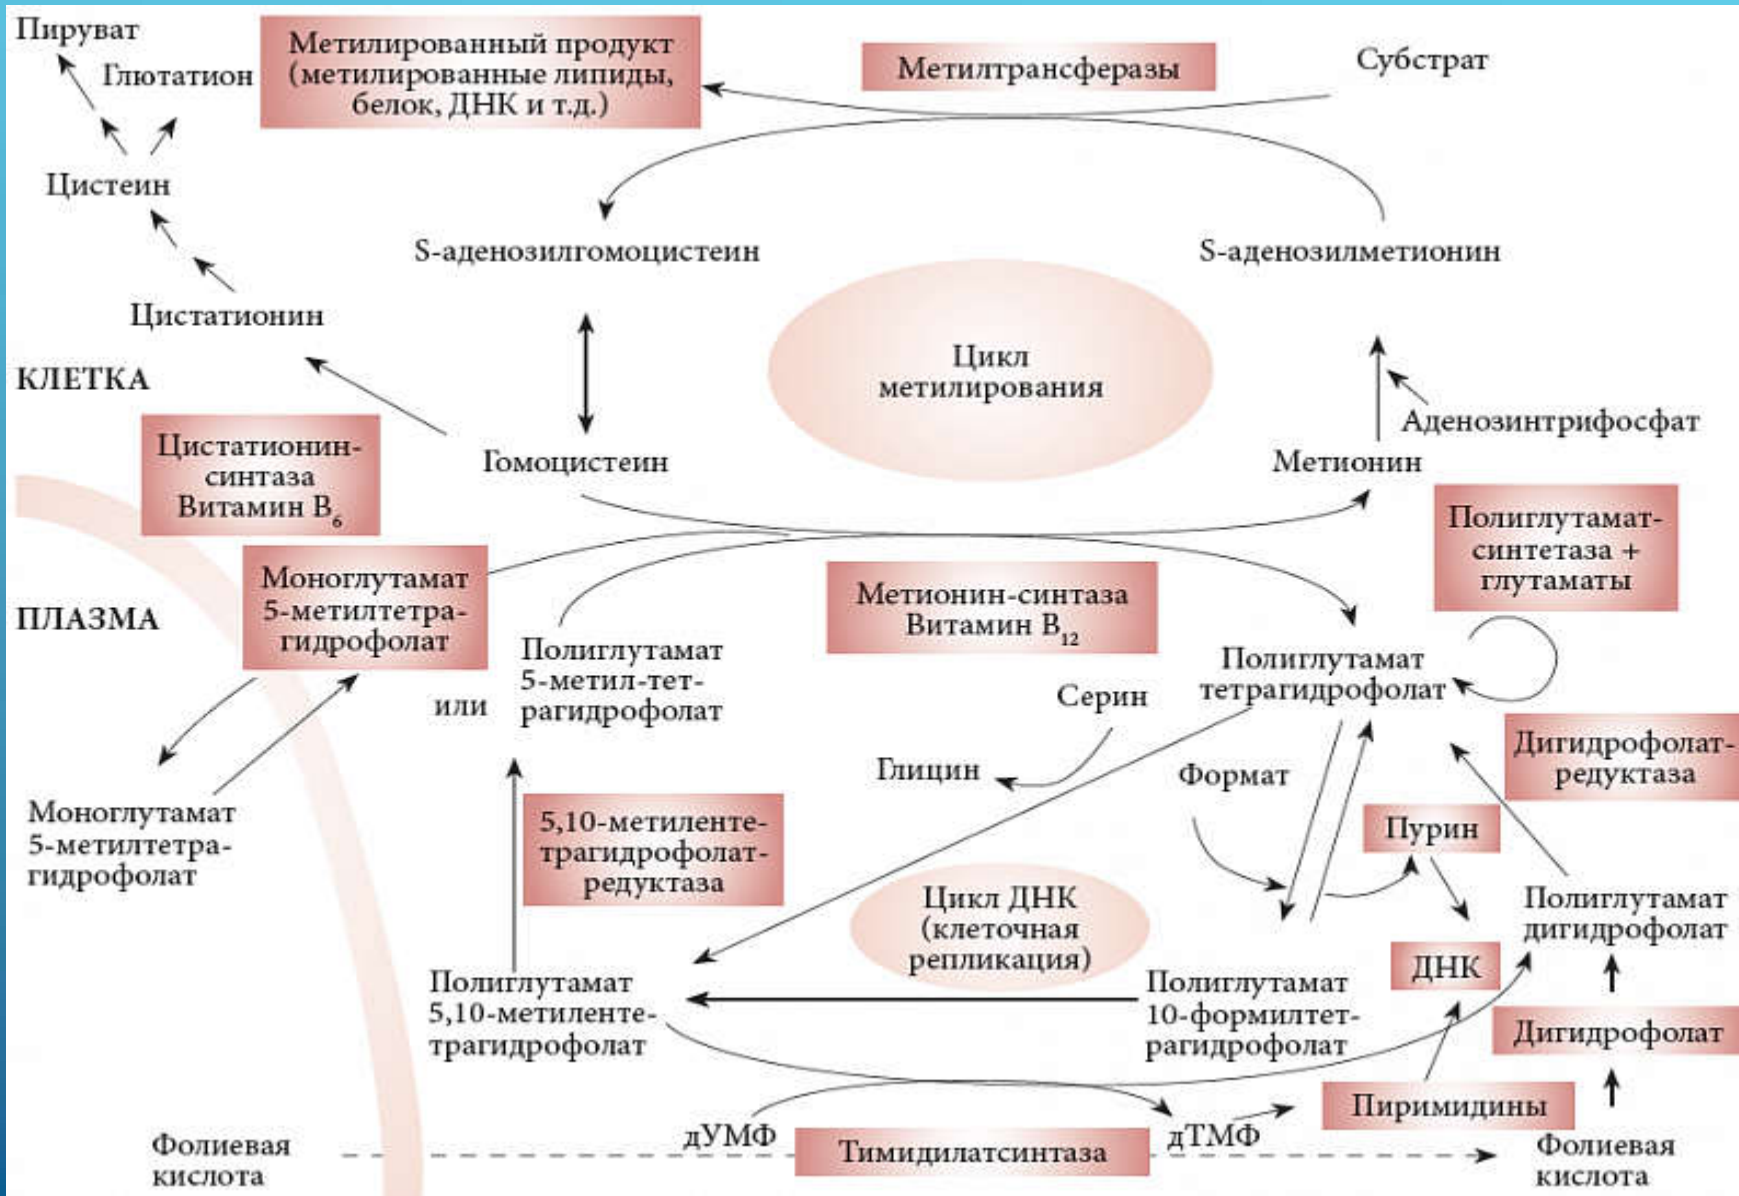 Пируват
Глютатион
Метилированный продукт
(метилированные липиды,
белок, ДНК и т.д.)
Метилтрансферазы
Субстрат
Цистеин
S-аденозилгомоцистеин
S-аденозилметионин
Цистатионин
Цикл
метилирования
КЛЕТКА
Аденозинтрифосфат
Цистатионин-
синтаза
Витамин B₆
Гомоцистеин
Метионин
Полиглутамат-
синтетаза +
глутаматы
Моноглутамат
5-метилтетра-
гидрофолат
ПЛАЗМА
Метионин-синтаза
Витамин B₁₂
или
Полиглутамат
5-метил-тет-
рагидрофолат
Полиглутамат
тетрагидрофолат
Серин
Глицин
Формат
Дигидрофолат-
редуктаза
Моноглутамат
5-метилтетра-
гидрофолат
5,10-метиленте-
трагидрофолат-
редуктаза
Пурин
Цикл ДНК
(клеточная
репликация)
Полиглутамат
дигидрофолат
ДНК
Полиглутамат
5,10-метиленте-
трагидрофолат
Полиглутамат
10-формилтет-
рагидрофолат
Дигидрофолат
Пиримидины
дУМФ
Тимидилатсинтаза
дТМФ
Фолиевая
кислота
Фолиевая
кислота